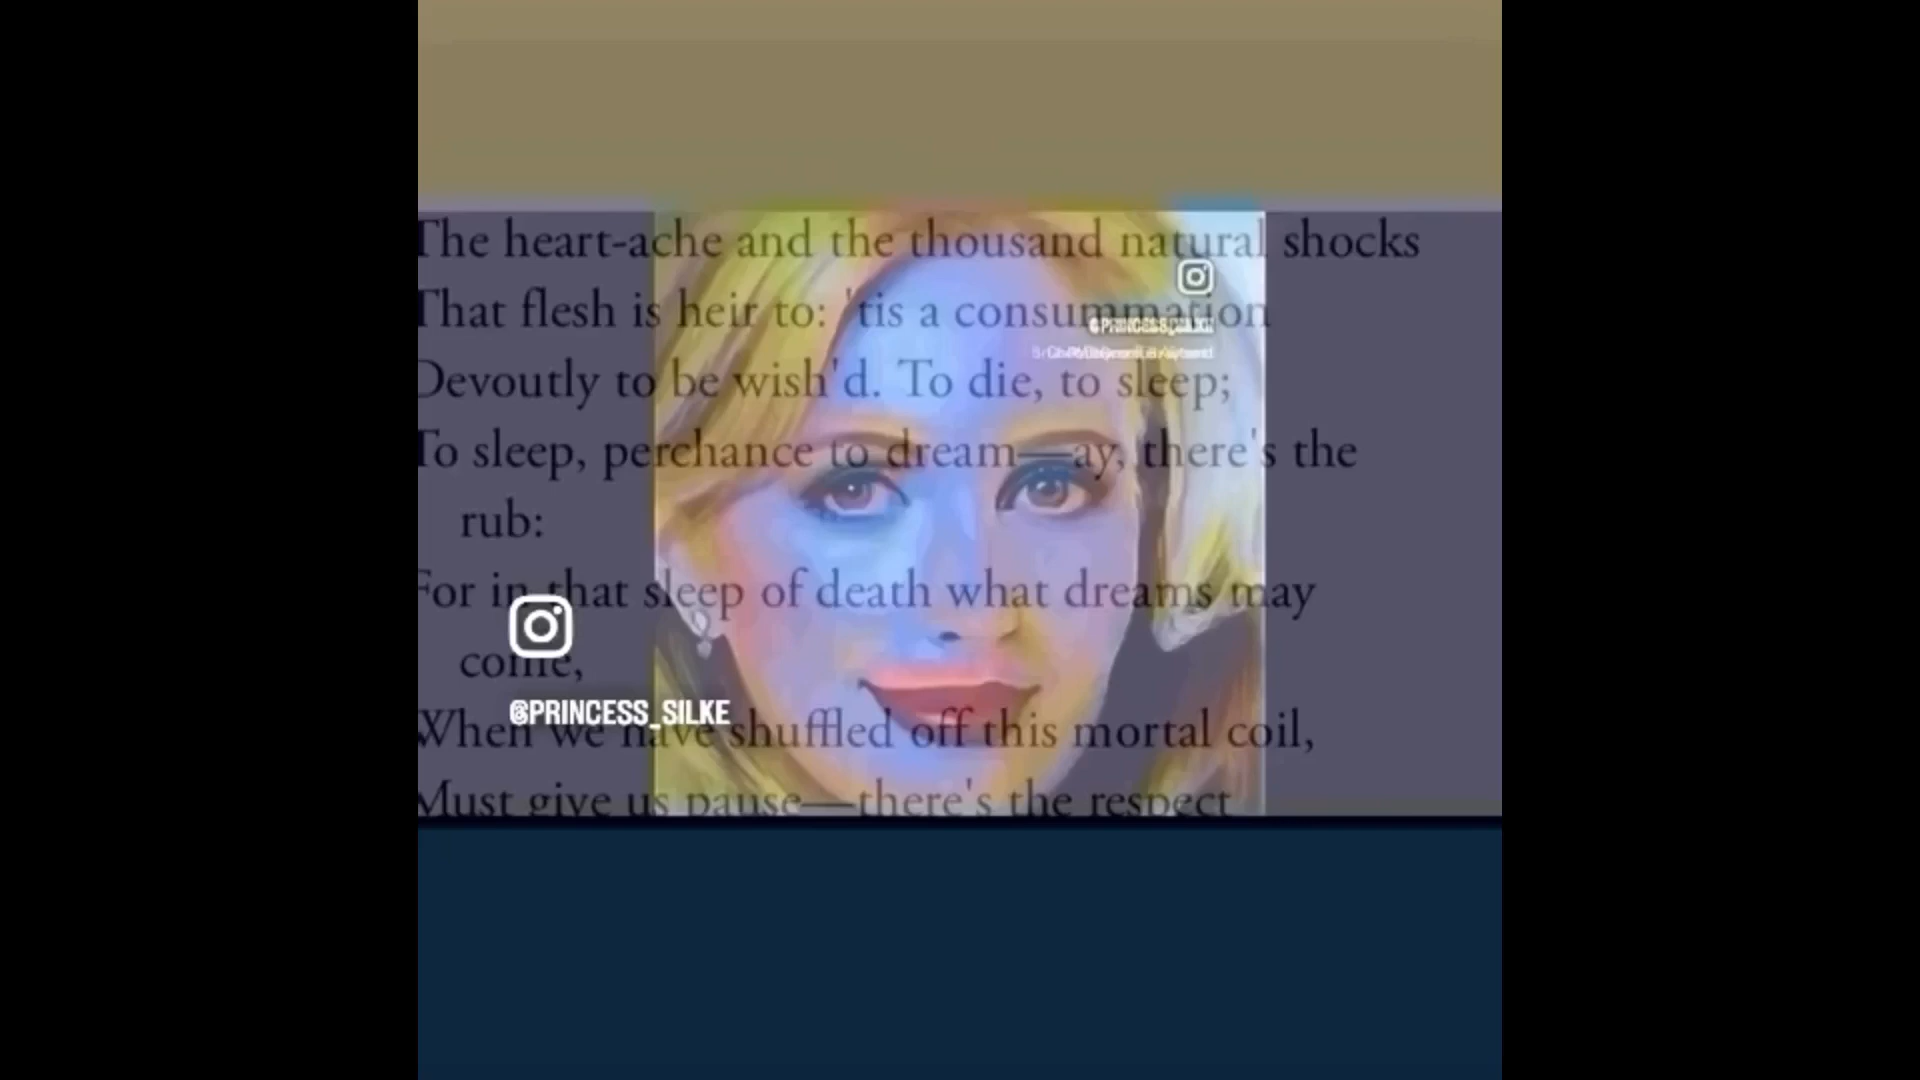 The heart-ache and the thousand natural shocks
That flesh is heir to: 'tis a consummation
Devoutly to be wish'd. To die, to sleep;
To sleep, perchance to dream—ay, there's the
rub:
For in that sleep of death what dreams may
come,
@PRINCESS_SILKE
When we have shuffled off this mortal coil,
Must give us pause—there's the respect